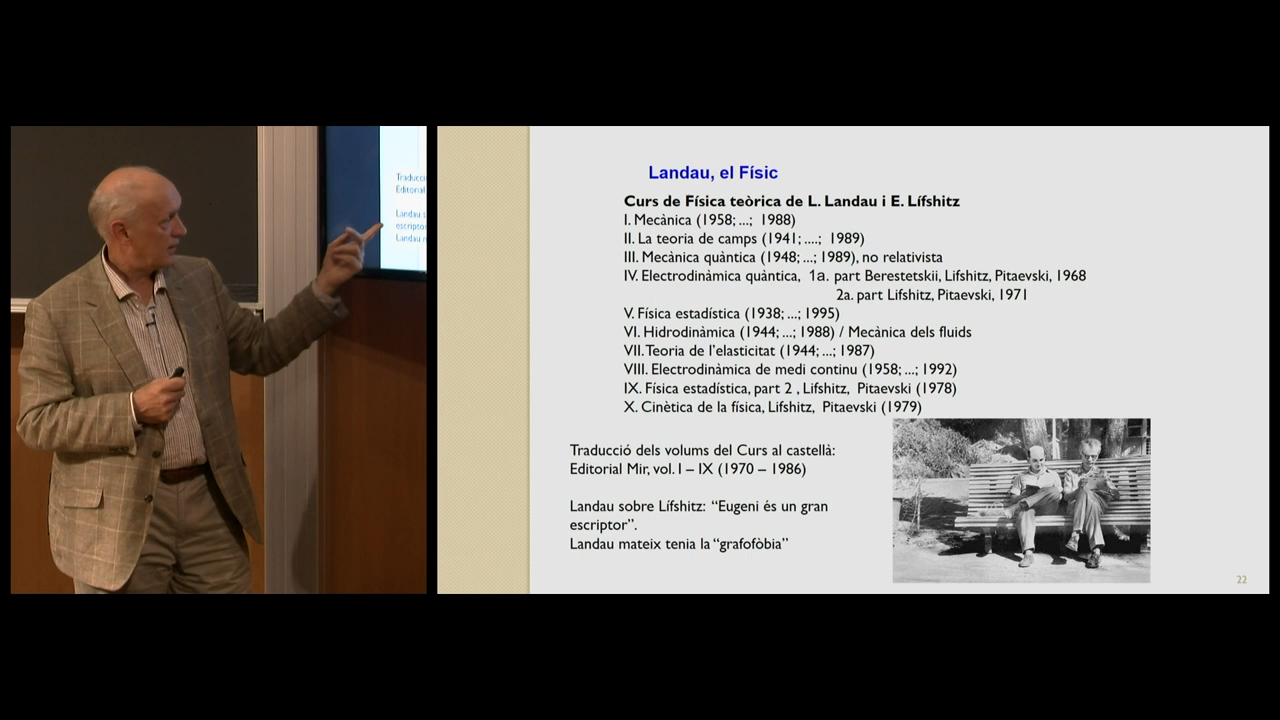 Traducci
Editorial
Landau s
escriptor
Landau m
Landau, el Físic
Curs de Física teòrica de L. Landau i E. Lífshitz
I. Mecànica (1958; ...; 1988)
II. La teoria de camps (1941; ....; 1989)
III. Mecànica quàntica (1948; ...; 1989), no relativista
IV. Electrodinàmica quàntica, 1a. part Berestetskii, Lifshitz, Pitaevski, 1968
2a. part Lifshitz, Pitaevski, 1971
V. Física estadística (1938; ...; 1995)
VI. Hidrodinàmica (1944; ...; 1988) / Mecànica dels fluids
VII. Teoria de l'elasticitat (1944; ...; 1987)
VIII. Electrodinàmica de medi continu (1958; ...; 1992)
IX. Física estadística, part 2 , Lifshitz, Pitaevski (1978)
X. Cinètica de la física, Lifshitz, Pitaevski (1979)
Traducció dels volums del Curs al castellà:
Editorial Mir, vol. I – IX (1970 – 1986)
Landau sobre Lífshitz: “Eugeni és un gran
escriptor”.
Landau mateix tenia la “grafofòbia”
22